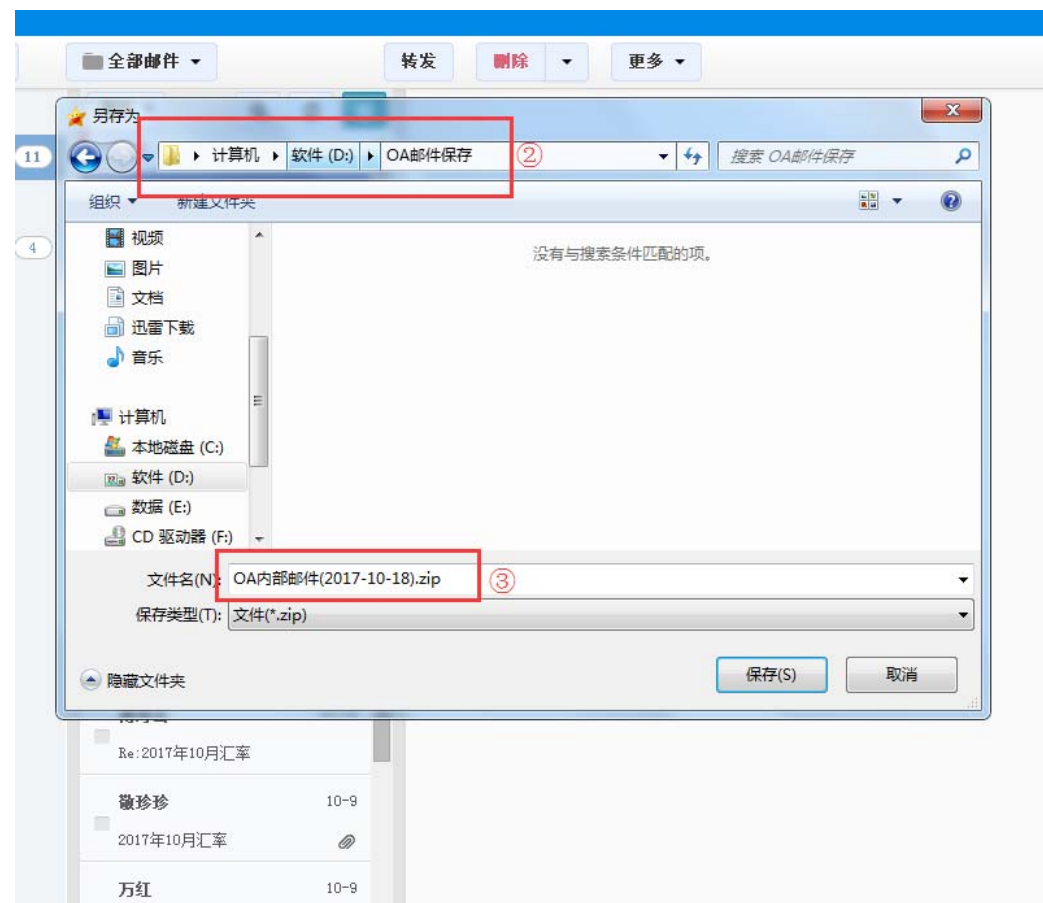 全部邮件 转发 删除 更多
另存为
11
计算机 软件 (D:) OA邮件保存 ② 搜索 OA邮件保存
组织 新建文件夹
4
视频
没有与搜索条件匹配的项。
图片
文档
迅雷下载
音乐
计算机
本地磁盘 (C:)
软件 (D:)
数据 (E:)
CD 驱动器 (F:)
文件名(N): OA内部邮件(2017-10-18).zip ③
保存类型(T): 文件(*.zip)
隐藏文件夹 保存(S) 取消
Re:2017年10月汇率
敬珍珍 10-9
2017年10月汇率
万红 10-9